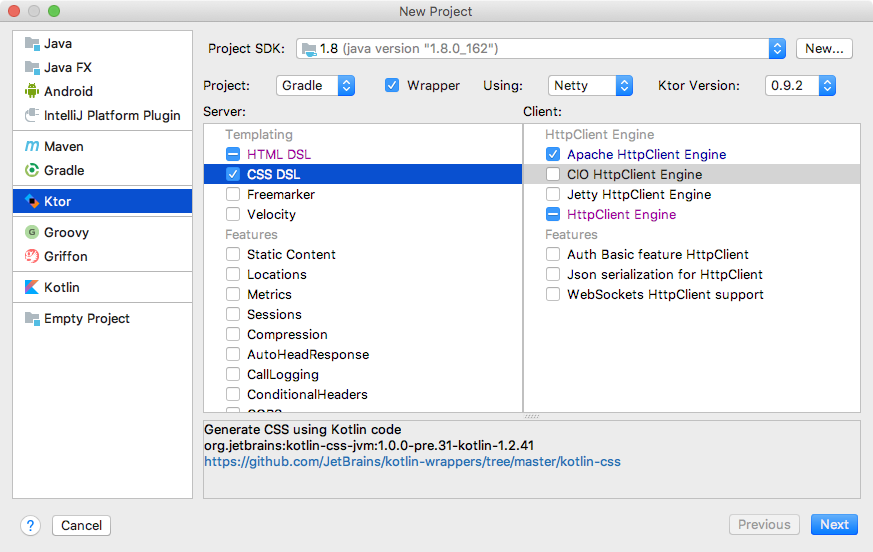 New Project
Java
Java FX
Android
IntelliJ Platform Plugin
Maven
Gradle
Ktor
Groovy
Griffon
Kotlin
Empty Project
Project SDK: 1.8 (java version "1.8.0_162") New...
Project: Gradle Wrapper Using: Netty Ktor Version: 0.9.2
Server:
Templating
HTML DSL
CSS DSL
Freemarker
Velocity
Features
Static Content
Locations
Metrics
Sessions
Compression
AutoHeadResponse
CallLogging
ConditionalHeaders
Client:
HttpClient Engine
Apache HttpClient Engine
CIO HttpClient Engine
Jetty HttpClient Engine
HttpClient Engine
Features
Auth Basic feature HttpClient
Json serialization for HttpClient
WebSockets HttpClient support
Generate CSS using Kotlin code
org.jetbrains:kotlin-css-jvm:1.0.0-pre.31-kotlin-1.2.41
https://github.com/JetBrains/kotlin-wrappers/tree/master/kotlin-css
? Cancel Previous Next